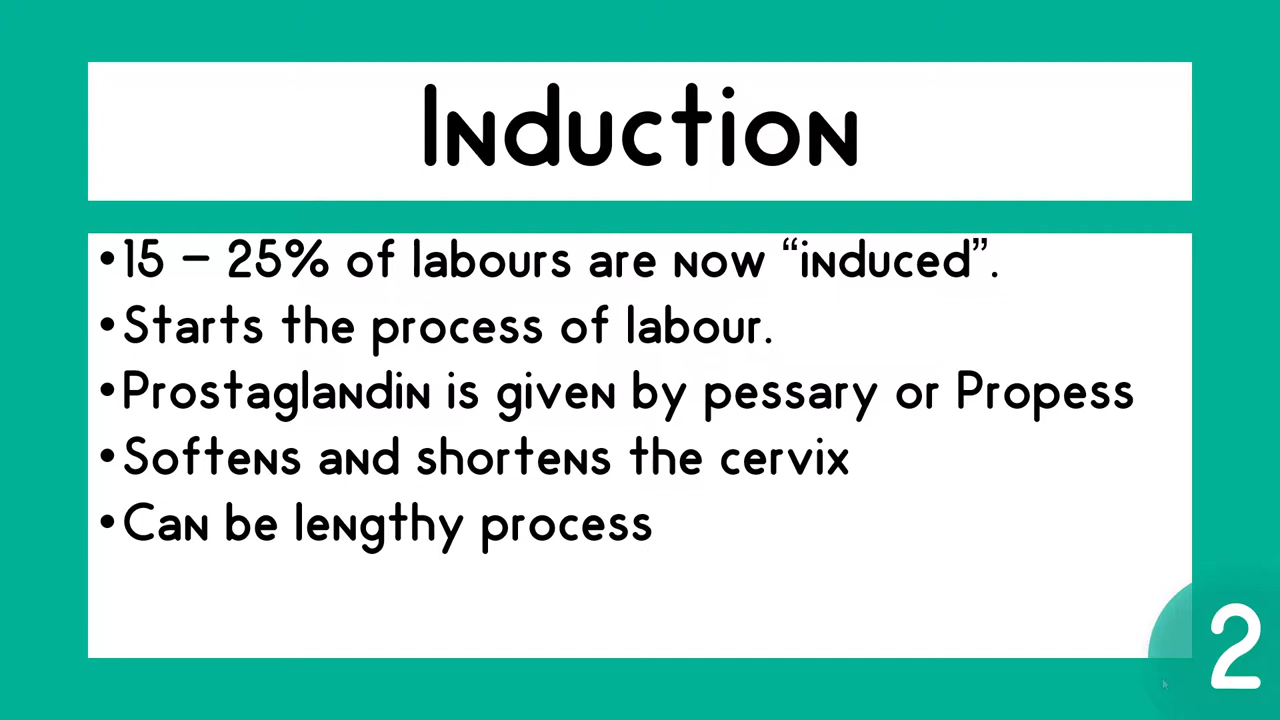 Induction
•15 – 25% of labours are now “induced”.
•Starts the process of labour.
•Prostaglandin is given by pessary or Propess
•Softens and shortens the cervix
•Can be lengthy process
2